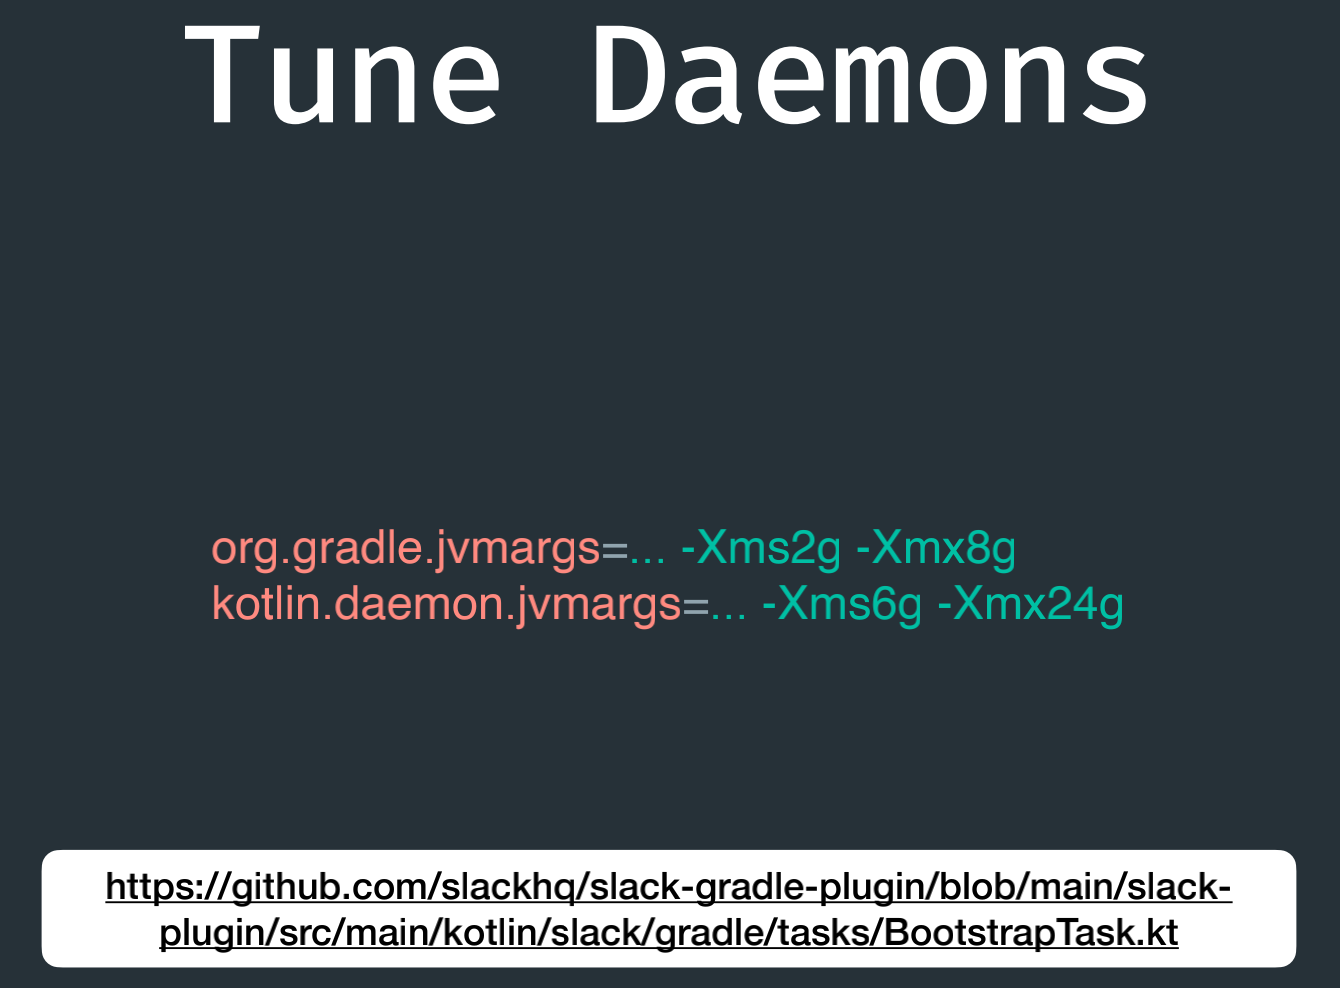 Tune Daemons
org.gradle.jvmargs=... -Xms2g -Xmx8g
kotlin.daemon.jvmargs=... -Xms6g -Xmx24g
https://github.com/slackhq/slack-gradle-plugin/blob/main/slack-
plugin/src/main/kotlin/slack/gradle/tasks/BootstrapTask.kt